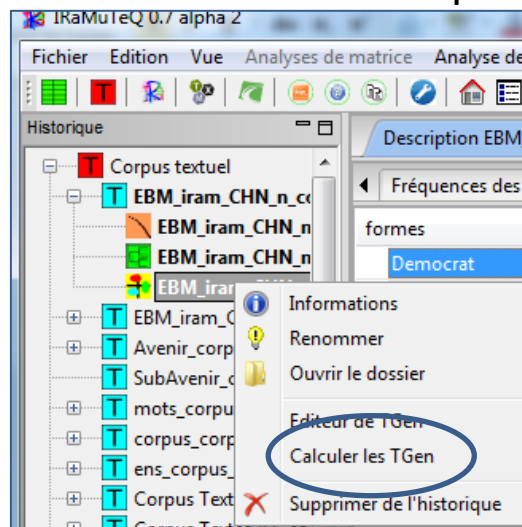 IRaMuTeQ 0.7 alpha 2
Fichier Edition Vue Analyses de matrice Analyse de
Historique
Description EBM
Corpus textuel
Fréquences des
EBM_iram_CHN_n_co
formes
EBM_iram_CHN_n
EBM_iram_CHN_n
Democrat
EBM_iram_CHN
Informations
EBM_iram_C
Renommer
Avenir_corp
Ouvrir le dossier
SubAvenir_c
mots_corpu
Editeur de TGen
corpus_corp
Calculer les TGen
ens_corpus_
Corpus Text
Supprimer de l'historique